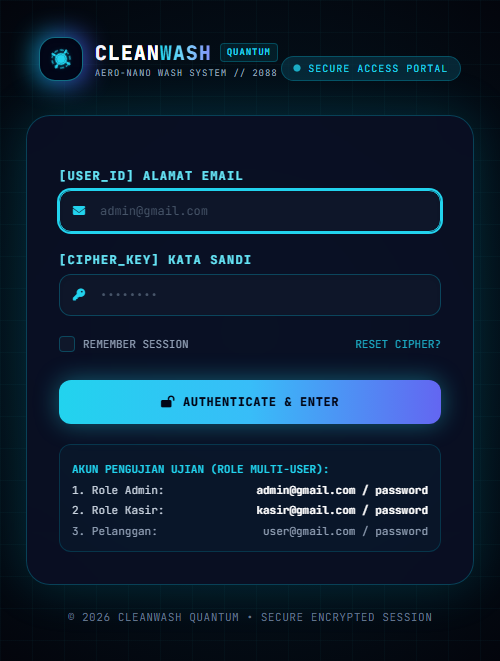 CLEANWASH QUANTUM
AERO-NANO WASH SYSTEM // 2088
SECURE ACCESS PORTAL
[USER_ID] ALAMAT EMAIL
admin@gmail.com
[CIPHER_KEY] KATA SANDI
••••••••
REMEMBER SESSION RESET CIPHER?
AUTHENTICATE & ENTER
AKUN PENGUJIAN UJIAN (ROLE MULTI-USER):
1. Role Admin: admin@gmail.com / password
2. Role Kasir: kasir@gmail.com / password
3. Pelanggan: user@gmail.com / password
© 2026 CLEANWASH QUANTUM • SECURE ENCRYPTED SESSION